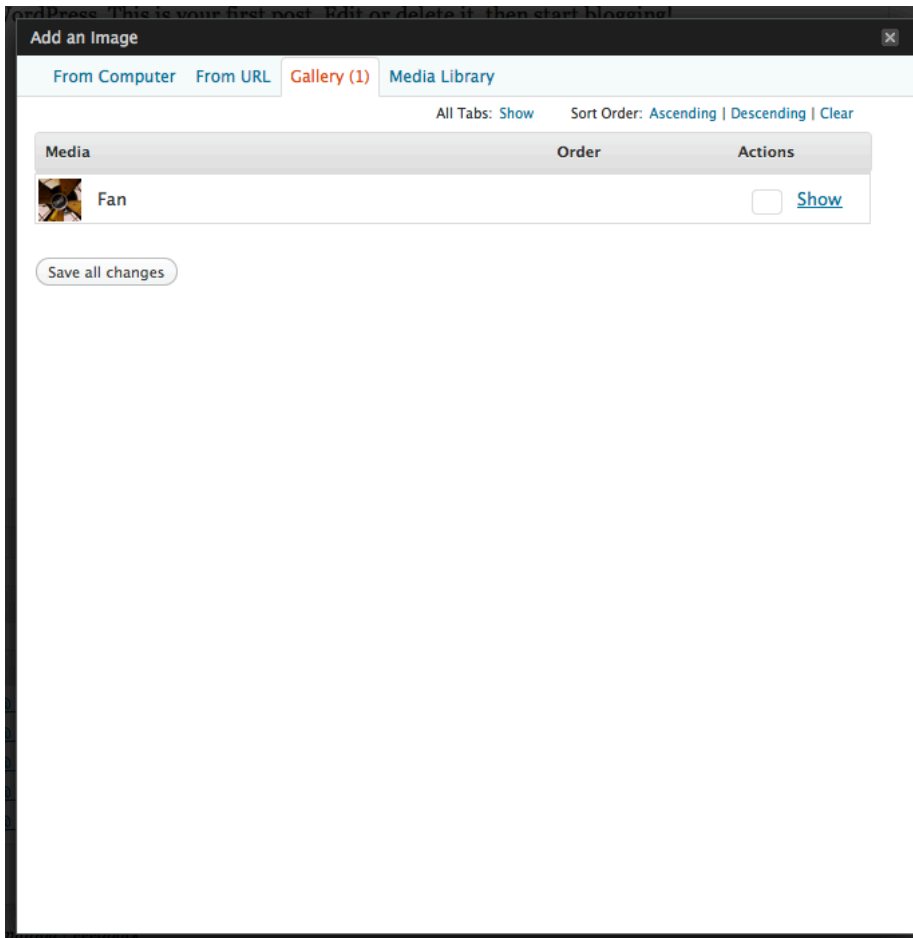 WordPress. This is your first post. Edit or delete it, then start blogging!
Add an Image
From Computer From URL Gallery (1) Media Library
All Tabs: Show Sort Order: Ascending | Descending | Clear
Media Order Actions
Fan Show
Save all changes